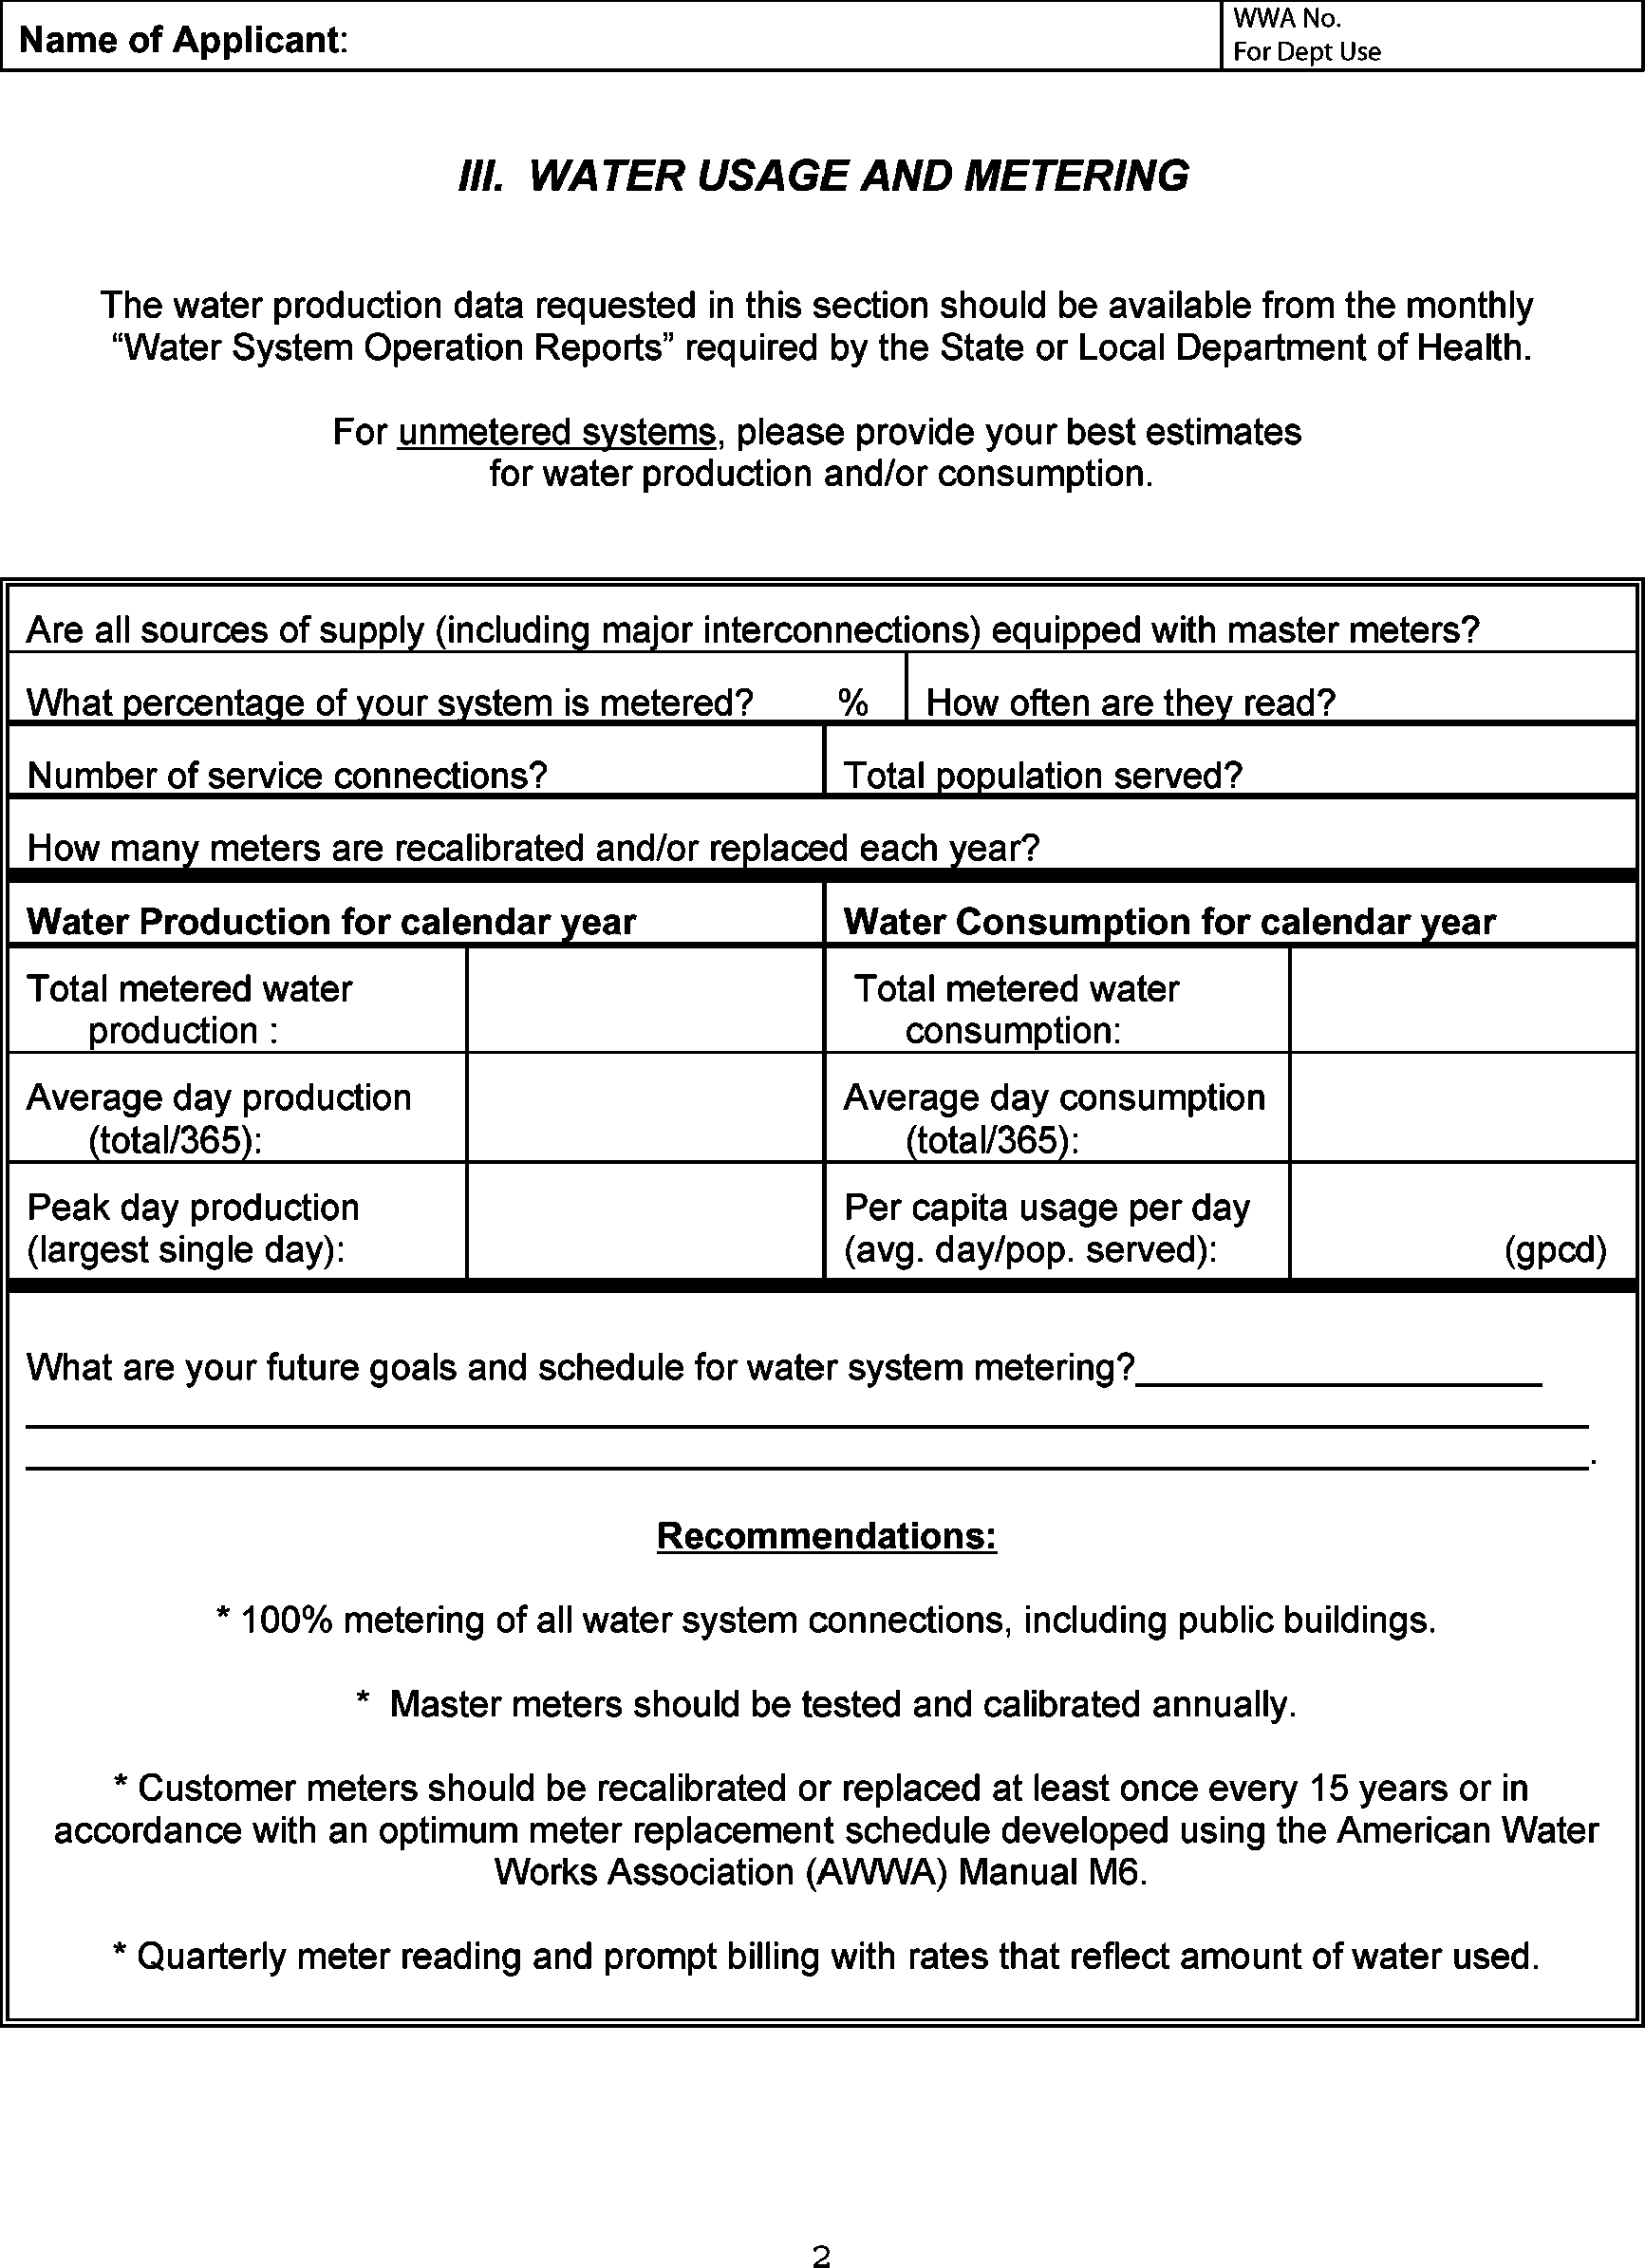 Name of Applicant:
WWA No.
For Dept Use
III. WATER USAGE AND METERING
The water production data requested in this section should be available from the monthly
“Water System Operation Reports” required by the State or Local Department of Health.
For unmetered systems, please provide your best estimates
for water production and/or consumption.
Are all sources of supply (including major interconnections) equipped with master meters?
What percentage of your system is metered? %
How often are they read?
Number of service connections?
Total population served?
How many meters are recalibrated and/or replaced each year?
Water Production for calendar year
Water Consumption for calendar year
Total metered water
production :
Total metered water
consumption:
Average day production
(total/365):
Average day consumption
(total/365):
Peak day production
(largest single day):
Per capita usage per day
(avg. day/pop. served):
(gpcd)
What are your future goals and schedule for water system metering?____________________
______________________________________________________________________________
______________________________________________________________________________.
Recommendations:
* 100% metering of all water system connections, including public buildings.
* Master meters should be tested and calibrated annually.
* Customer meters should be recalibrated or replaced at least once every 15 years or in
accordance with an optimum meter replacement schedule developed using the American Water
Works Association (AWWA) Manual M6.
* Quarterly meter reading and prompt billing with rates that reflect amount of water used.
2